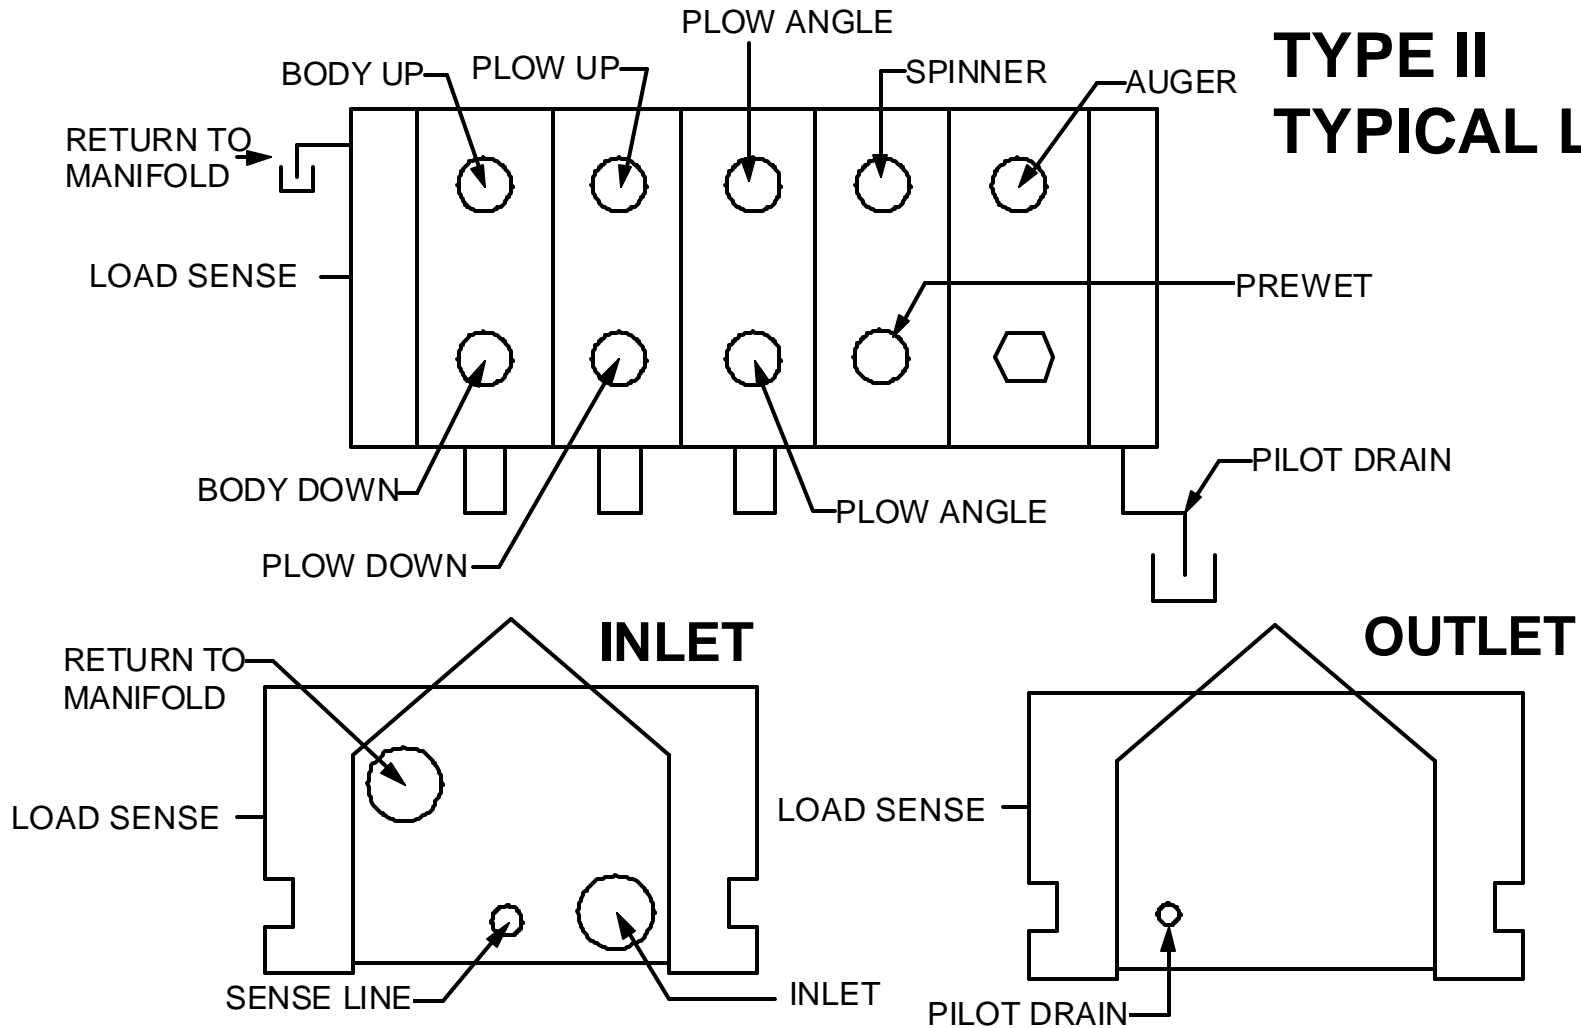 PLOW ANGLE
BODY UP
PLOW UP
SPINNER
AUGER
TYPE II
TYPICAL L
RETURN TO
MANIFOLD
LOAD SENSE
PREWET
BODY DOWN
PLOW ANGLE
PILOT DRAIN
PLOW DOWN
INLET
OUTLET
RETURN TO
MANIFOLD
LOAD SENSE
LOAD SENSE
SENSE LINE
INLET
PILOT DRAIN